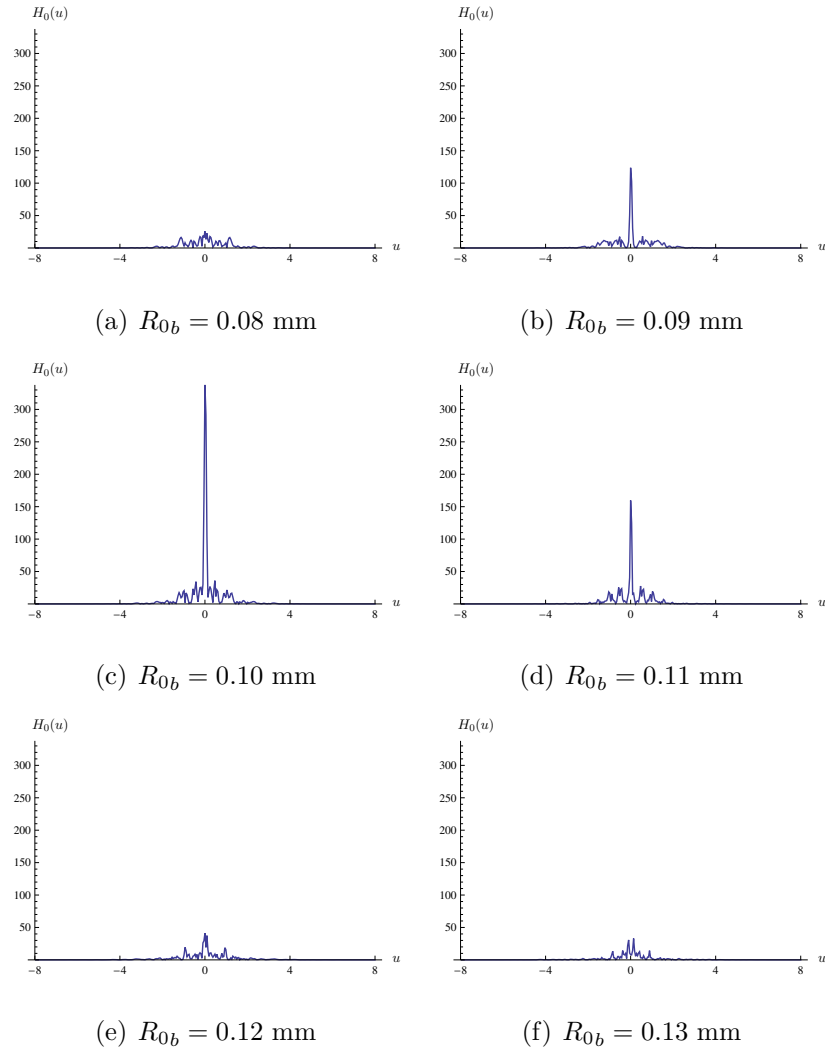 H₀(u)
300
250
200
150
100
50
−8 −4 0 4 8 u
(a) R₀b = 0.08 mm
H₀(u)
300
250
200
150
100
50
−8 −4 0 4 8 u
(b) R₀b = 0.09 mm
H₀(u)
300
250
200
150
100
50
−8 −4 0 4 8 u
(c) R₀b = 0.10 mm
H₀(u)
300
250
200
150
100
50
−8 −4 0 4 8 u
(d) R₀b = 0.11 mm
H₀(u)
300
250
200
150
100
50
−8 −4 0 4 8 u
(e) R₀b = 0.12 mm
H₀(u)
300
250
200
150
100
50
−8 −4 0 4 8 u
(f) R₀b = 0.13 mm